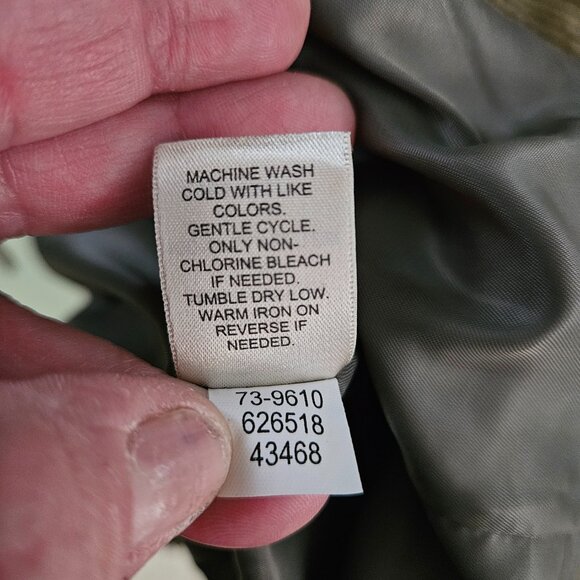 MACHINE WASH
COLD WITH LIKE
COLORS.
GENTLE CYCLE.
ONLY NON-
CHLORINE BLEACH
IF NEEDED.
TUMBLE DRY LOW.
WARM IRON ON
REVERSE IF
NEEDED.
73-9610
626518
43468